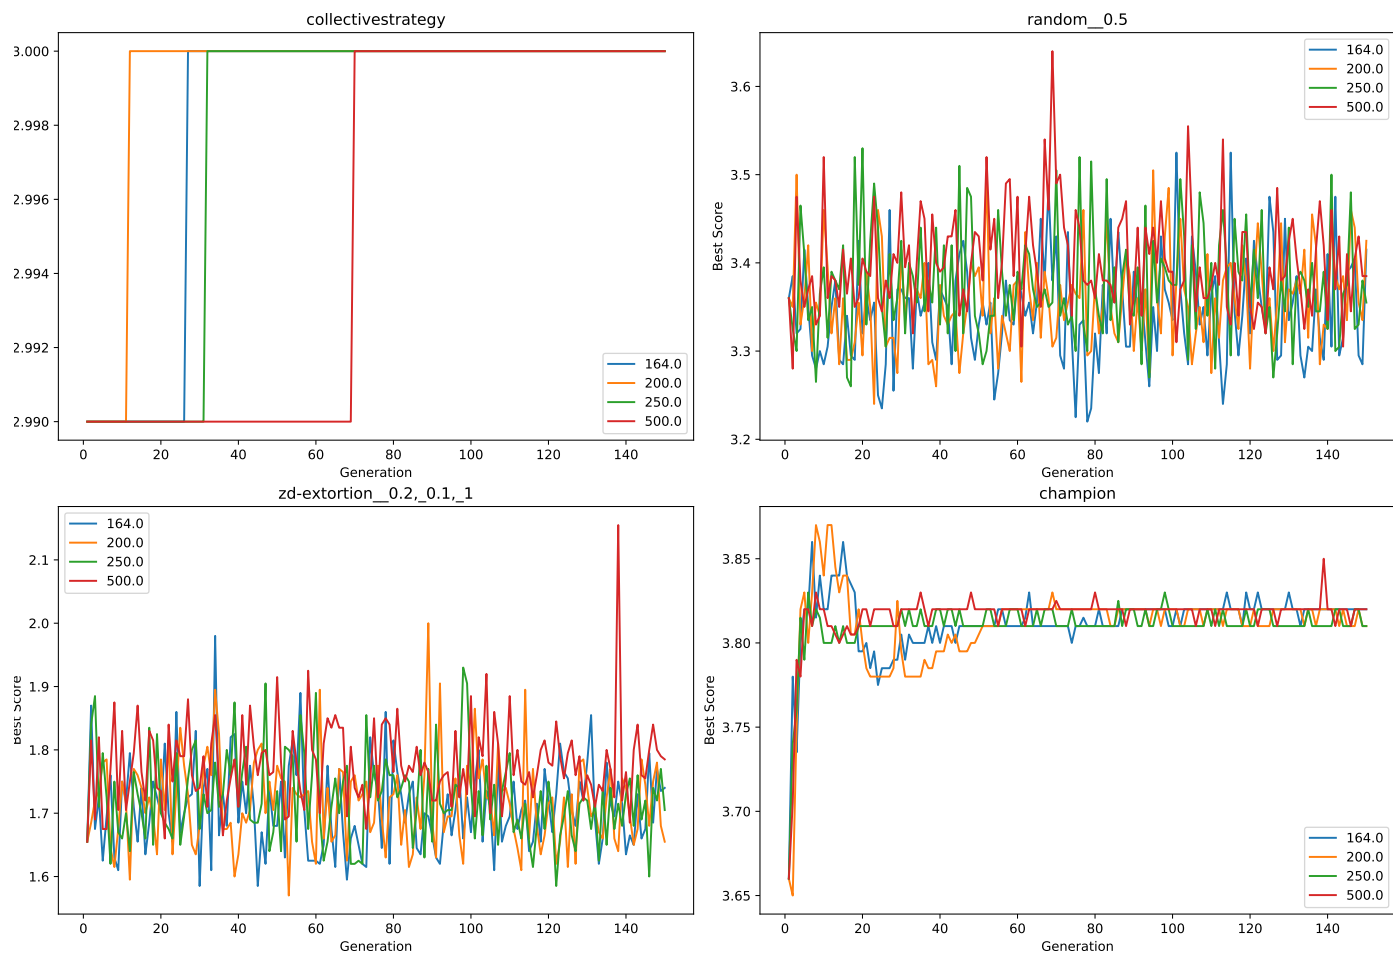 collectivestrategy
3.000
2.998
2.996
2.994
2.992
2.990
0 20 40 60 80 100 120 140
Generation
164.0
200.0
250.0
500.0
random__0.5
Best Score
3.6
3.5
3.4
3.3
3.2
0 20 40 60 80 100 120 140
Generation
164.0
200.0
250.0
500.0
zd-extortion__0.2,_0.1,_1
Best Score
2.1
2.0
1.9
1.8
1.7
1.6
0 20 40 60 80 100 120 140
Generation
164.0
200.0
250.0
500.0
champion
Best Score
3.85
3.80
3.75
3.70
3.65
0 20 40 60 80 100 120 140
Generation
164.0
200.0
250.0
500.0